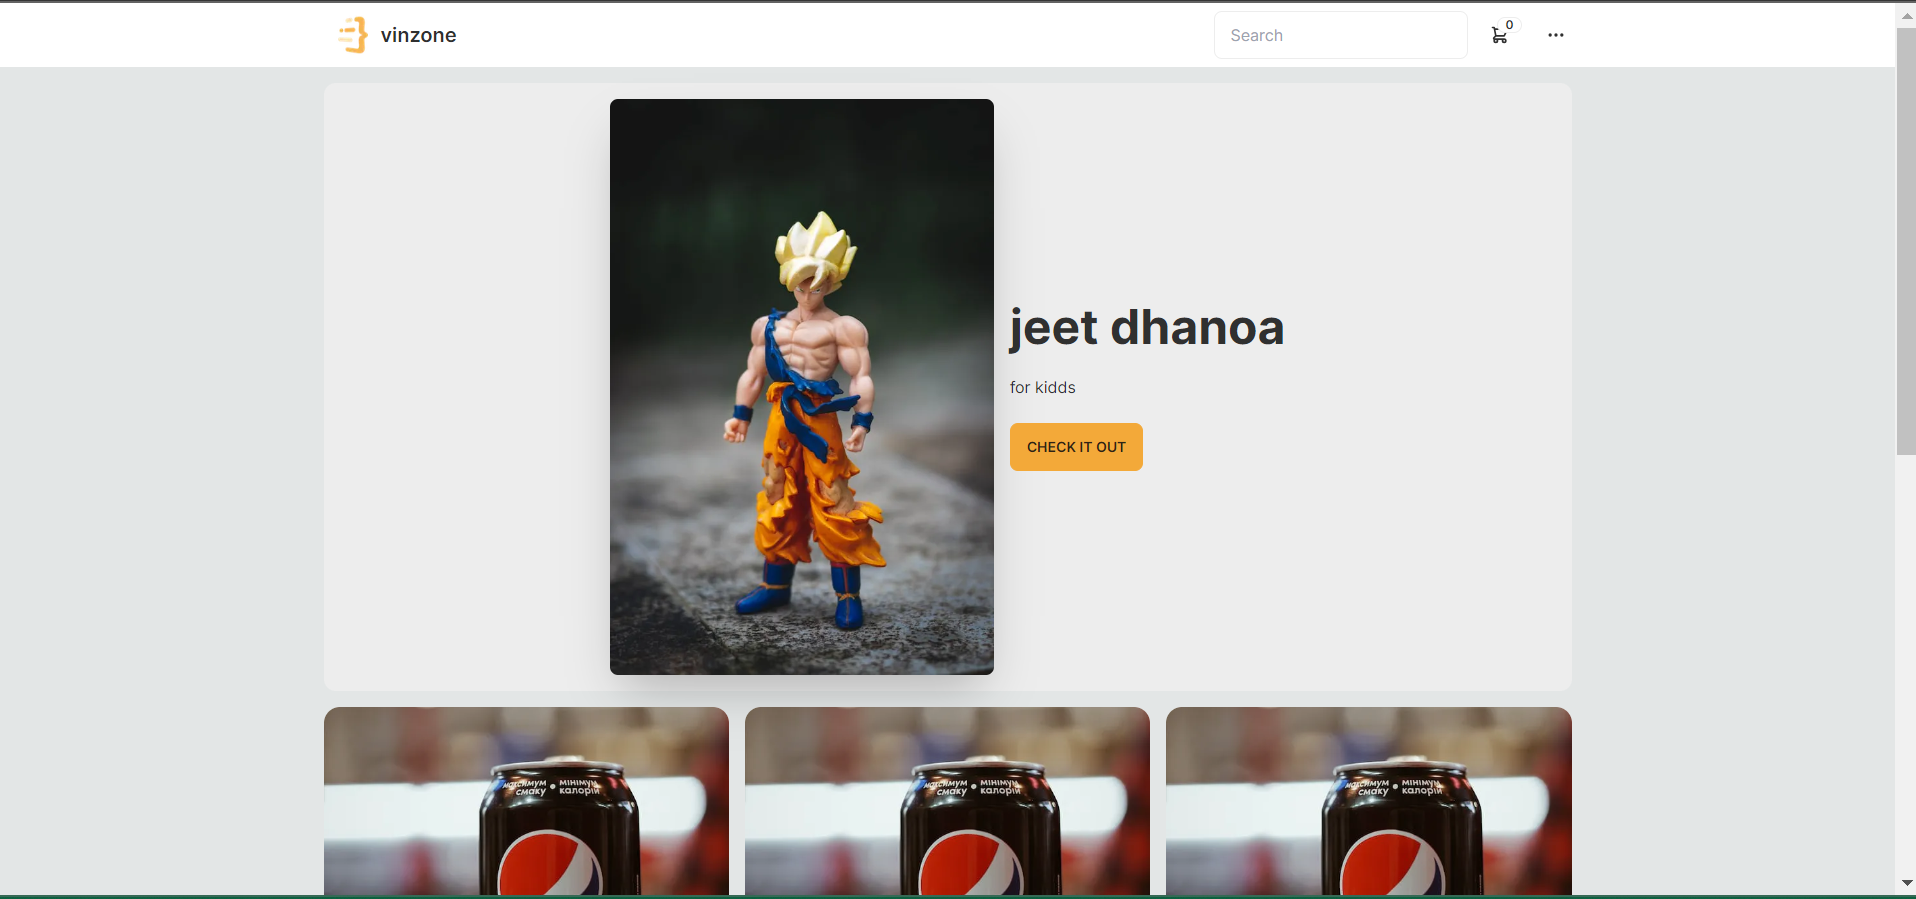 vinzone
Search
0
jeet dhanoa
for kidds
CHECK IT OUT
максимум
смаку
•
мінімум
калорій
максимум
смаку
•
мінімум
калорій
максимум
смаку
•
мінімум
калорій